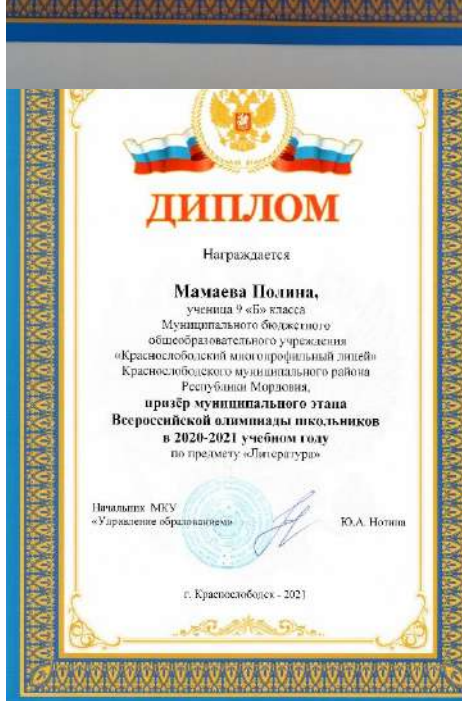 ДИПЛОМ
Награждается
Мамаева Полина,
ученица 9 «Б» класса
Муниципального бюджетного
общеобразовательного учреждения
«Краснослободский многопрофильный лицей»
Краснослободского муниципального района
Республики Мордовия,
призёр муниципального этапа
Всероссийской олимпиады школьников
в 2020-2021 учебном году
по предмету «Литература»
Начальник МКУ
«Управление образованием»
Ю.А. Нотина
г. Краснослободск - 2021